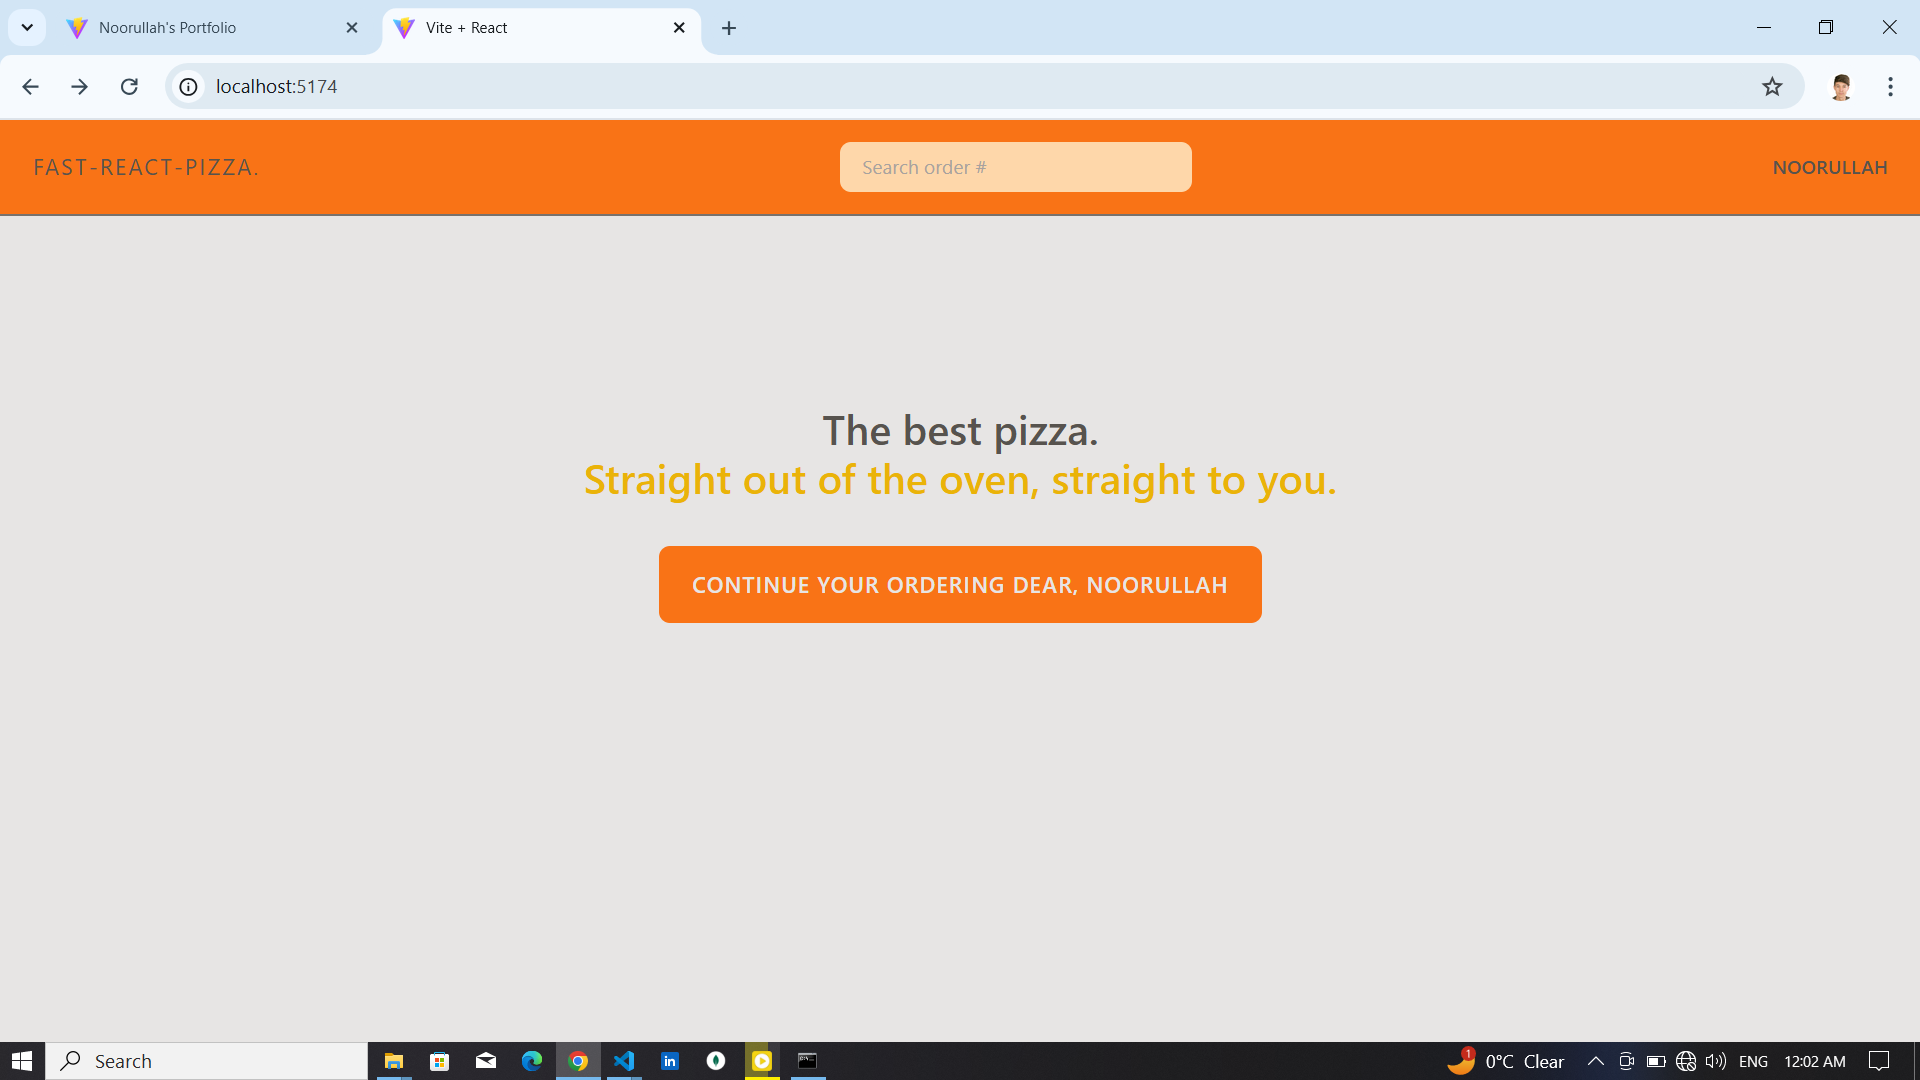 Noorullah's Portfolio
Vite + React
localhost:5174
FAST-REACT-PIZZA.
Search order #
NOORULLAH
The best pizza.
Straight out of the oven, straight to you.
CONTINUE YOUR ORDERING DEAR, NOORULLAH
Search
1
0°C Clear
ENG
12:02 AM